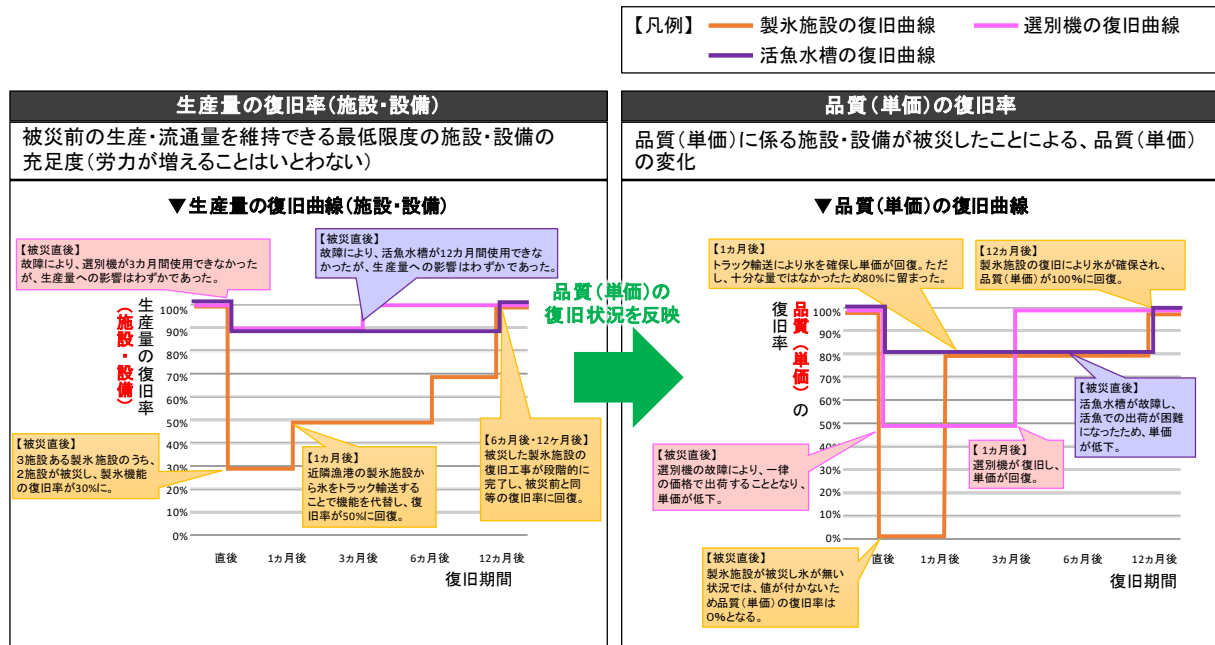 【凡例】 製氷施設の復旧曲線 選別機の復旧曲線
活魚水槽の復旧曲線
生産量の復旧率(施設・設備)
被災前の生産・流通量を維持できる最低限度の施設・設備の
充足度(労力が増えることはいとわない)
▼生産量の復旧曲線(施設・設備)
【被災直後】
故障により、選別機が3カ月間使用できなかった
が、生産量への影響はわずかであった。
【被災直後】
故障により、活魚水槽が12カ月間使用できな
かったが、生産量への影響はわずかであった。
生産量の復旧率
(施設・設備)
100%
90%
80%
70%
60%
50%
40%
30%
20%
10%
0%
【被災直後】
3施設ある製氷施設のうち、
2施設が被災し、製氷機能
の復旧率が30%に。
【1ヵ月後】
近隣漁港の製氷施設か
ら氷をトラック輸送する
ことで機能を代替し、復
旧率が50%に回復。
【6ヵ月後・12ヶ月後】
被災した製氷施設の
復旧工事が段階的に
完了し、被災前と同
等の復旧率に回復。
直後 1ヵ月後 3ヵ月後 6ヵ月後 12ヵ月後
復旧期間
品質(単価)の
復旧状況を反映
品質(単価)の復旧率
品質(単価)に係る施設・設備が被災したことによる、品質(単価)
の変化
▼品質(単価)の復旧曲線
【1ヵ月後】
トラック輸送により氷を確保し単価が回復。ただ
し、十分な量ではなかったため80%に留まった。
【12ヵ月後】
製氷施設の復旧により氷が確保され、
品質(単価)が100%に回復。
品質(単価)の
復旧率
100%
90%
80%
70%
60%
50%
40%
30%
20%
10%
0%
【被災直後】
選別機の故障により、一律
の価格で出荷することとなり、
単価が低下。
【被災直後】
活魚水槽が故障し、
活魚での出荷が困難
になったため、単価
が低下。
【 1ヵ月後】
選別機が復旧し、
単価が回復。
直後 1ヵ月後 3ヵ月後 6ヵ月後 12ヵ月後
復旧期間
【被災直後】
製氷施設が被災し氷が無い
状況では、値が付かないた
め品質(単価)の復旧率は
0%となる。